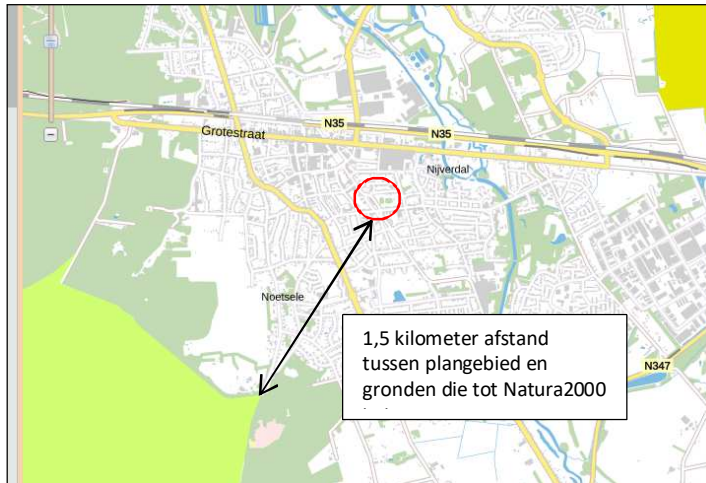 N35
N35
Grotestraat
Nijverdal
Noetsele
1,5 kilometer afstand
tussen plangebied en
gronden die tot Natura2000
N347